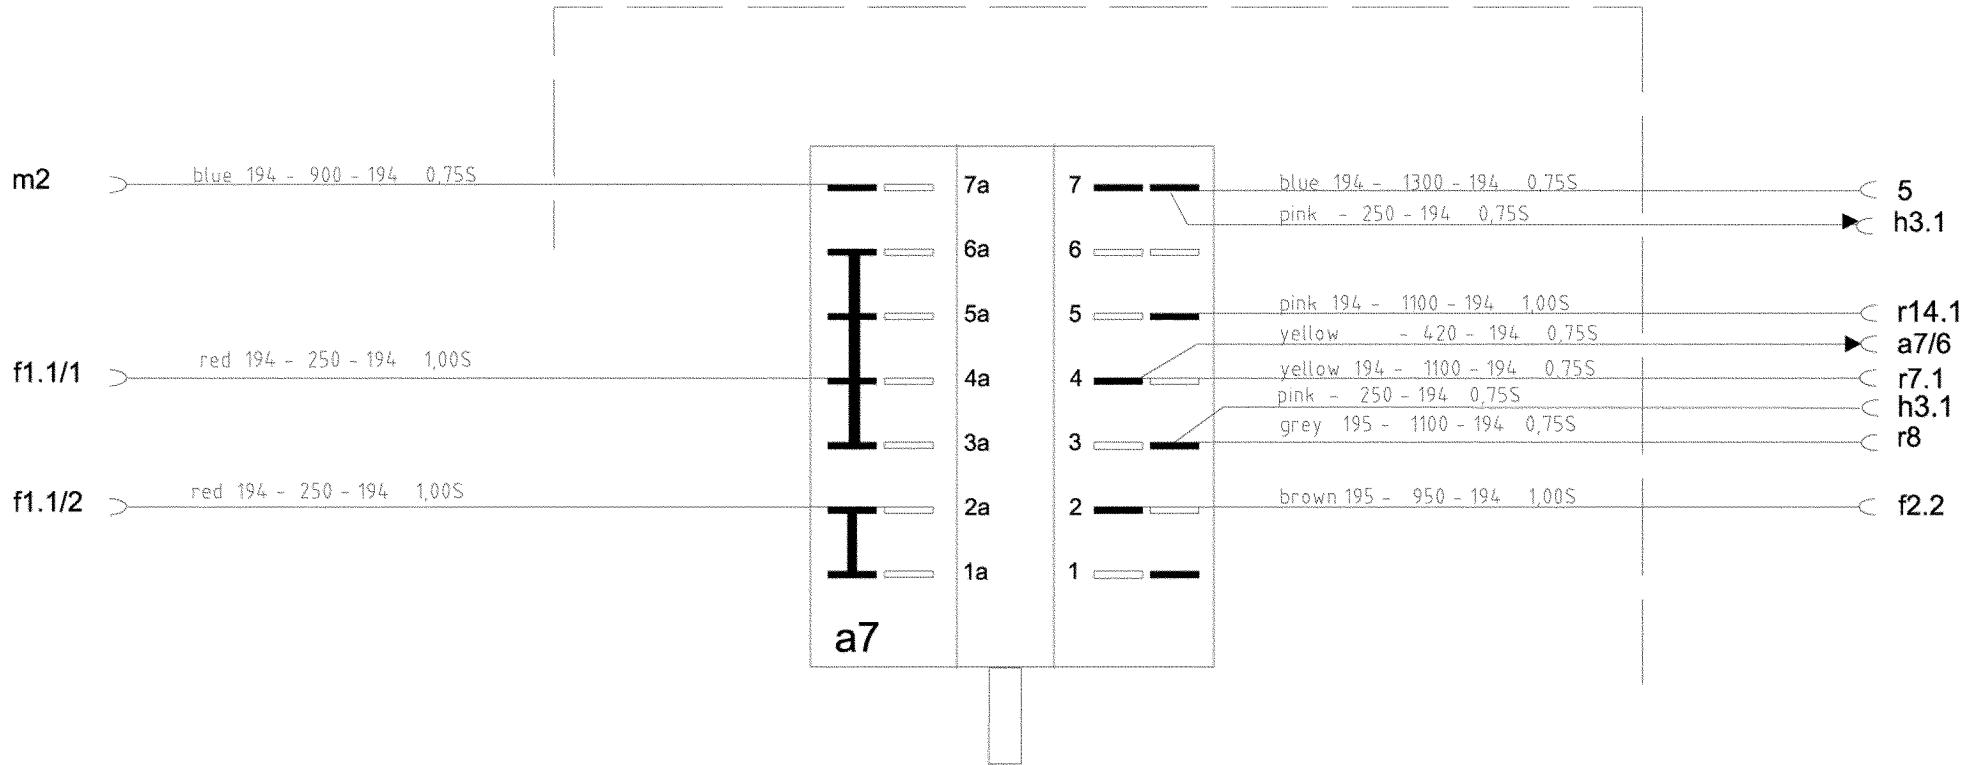 m2
blue 194 - 900 - 194 0,75S
7a
7
blue 194 - 1300 - 194 0,75S
5
pink - 250 - 194 0,75S
h3.1
6a
6
5a
5
pink 194 - 1100 - 194 1,00S
r14.1
yellow - 420 - 194 0,75S
a7/6
f1.1/1
red 194 - 250 - 194 1,00S
4a
4
yellow 194 - 1100 - 194 0,75S
r7.1
pink - 250 - 194 0,75S
h3.1
3a
3
grey 195 - 1100 - 194 0,75S
r8
f1.1/2
red 194 - 250 - 194 1,00S
2a
2
brown 195 - 950 - 194 1,00S
f2.2
1a
1
a7